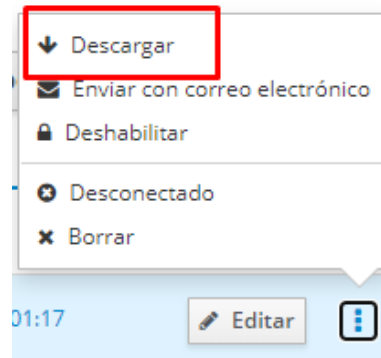 Descargar
Enviar con correo electrónico
Deshabilitar
Desconectado
Borrar
01:17
Editar